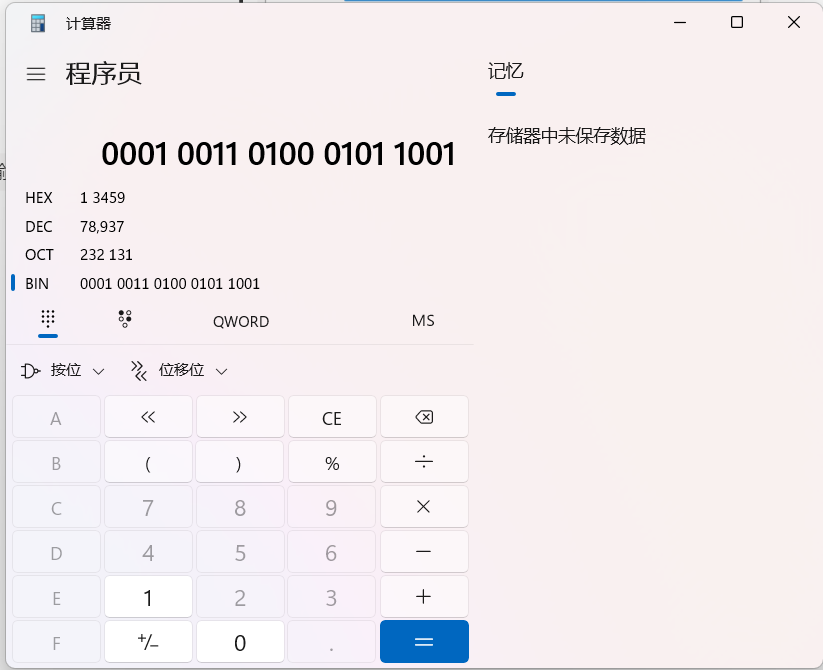 计算器
程序员
记忆
存储器中未保存数据
0001 0011 0100 0101 1001
HEX 1 3459
DEC 78,937
OCT 232 131
BIN 0001 0011 0100 0101 1001
QWORD MS
按位 位移位
A « » CE
B ( ) % ÷
C 7 8 9 ×
D 4 5 6 −
E 1 2 3 +
F +/− 0 . =